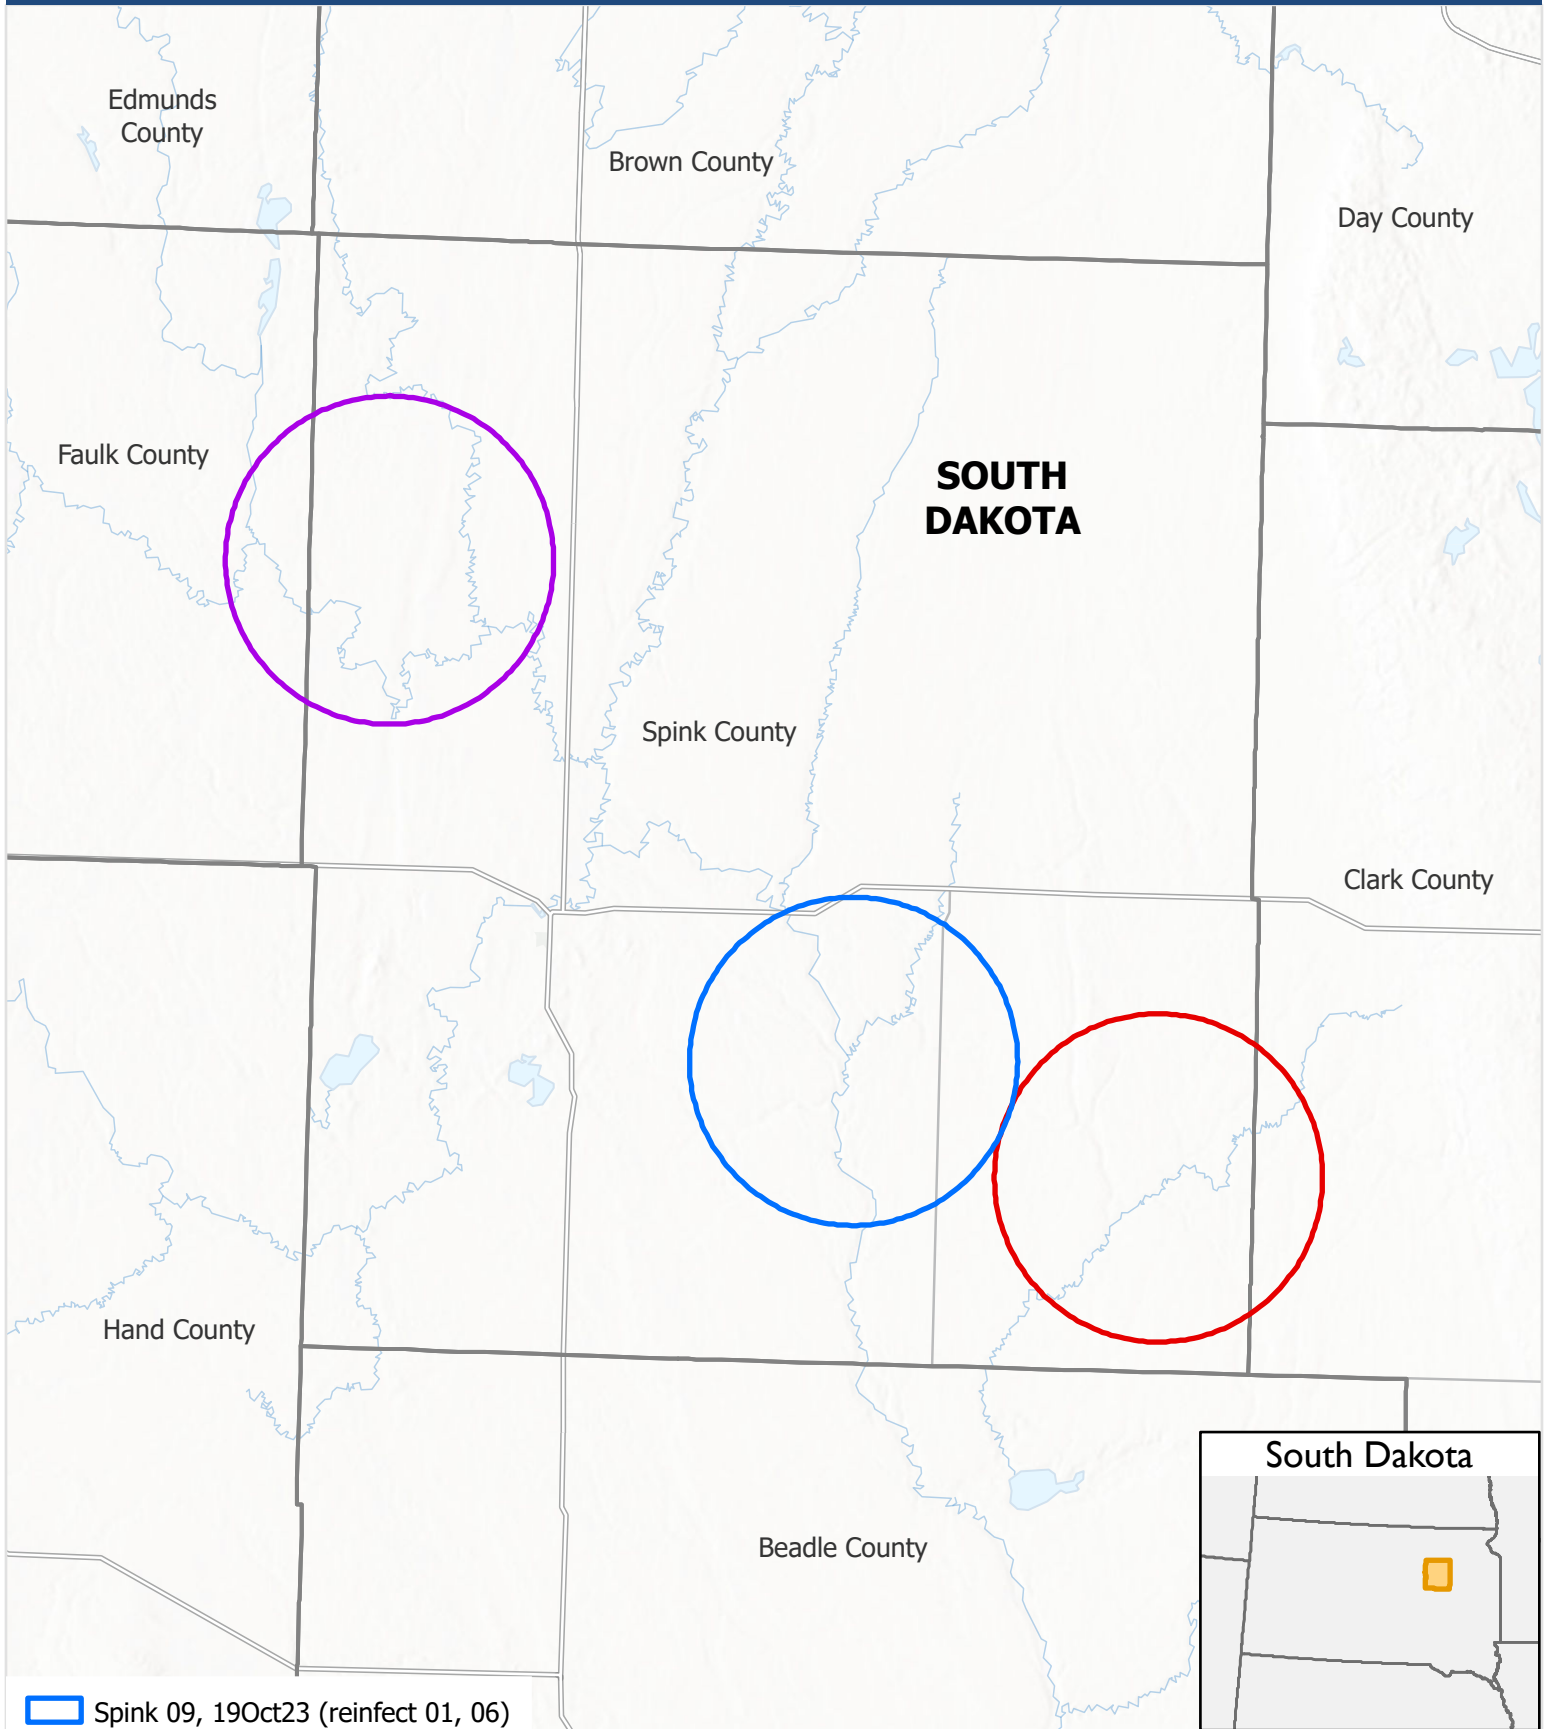 Edmunds
County
Brown County
Day County
Faulk County
SOUTH
DAKOTA
Spink County
Clark County
Hand County
South Dakota
Beadle County
Spink 09, 19Oct23 (reinfect 01, 06)